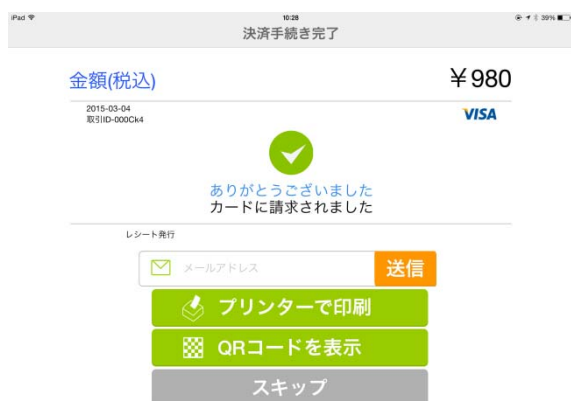 iPad 10:28 39%
決済手続き完了
金額(税込) ¥980
2015-03-04 VISA
取引ID-000Ck4
ありがとうございました
カードに請求されました
レシート発行
メールアドレス 送信
プリンターで印刷
QRコードを表示
スキップ